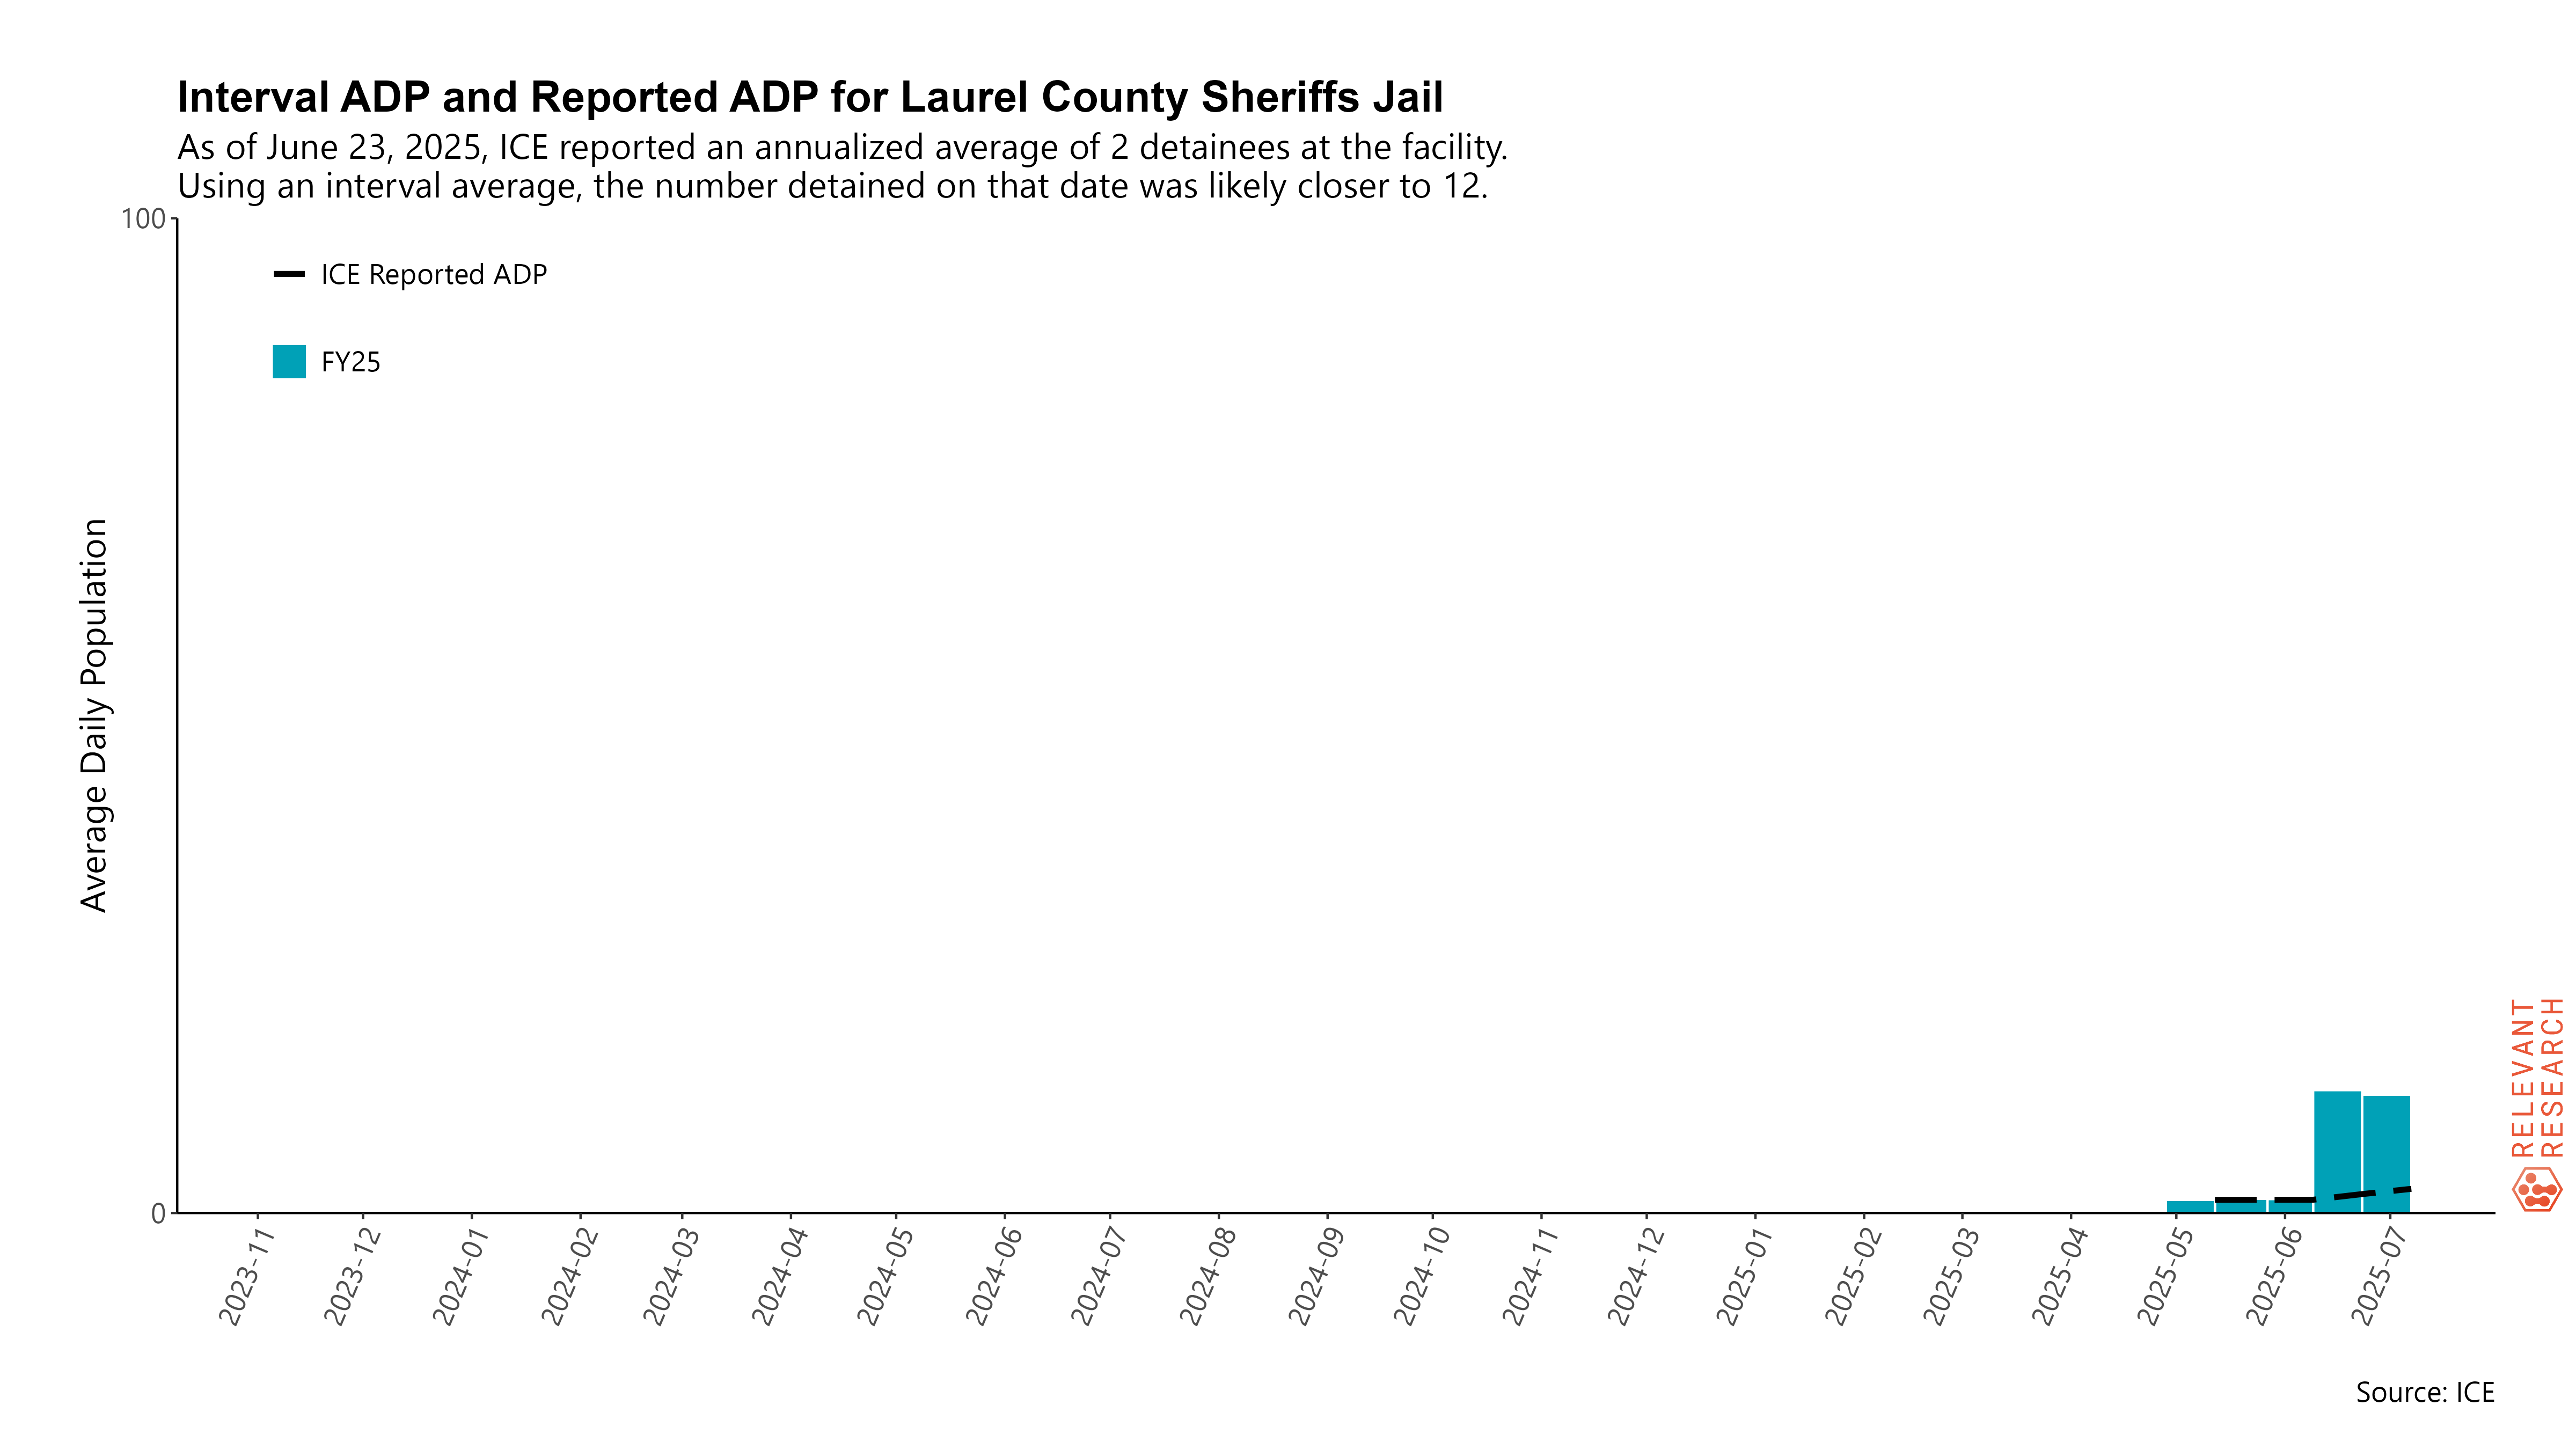 Interval ADP and Reported ADP for Laurel County Sheriffs Jail
As of June 23, 2025, ICE reported an annualized average of 2 detainees at the facility.
Using an interval average, the number detained on that date was likely closer to 12.
100
ICE Reported ADP
FY25
Average Daily Population
0
2023-11
2023-12
2024-01
2024-02
2024-03
2024-04
2024-05
2024-06
2024-07
2024-08
2024-09
2024-10
2024-11
2024-12
2025-01
2025-02
2025-03
2025-04
2025-05
2025-06
2025-07
RELEVANT
RESEARCH
Source: ICE